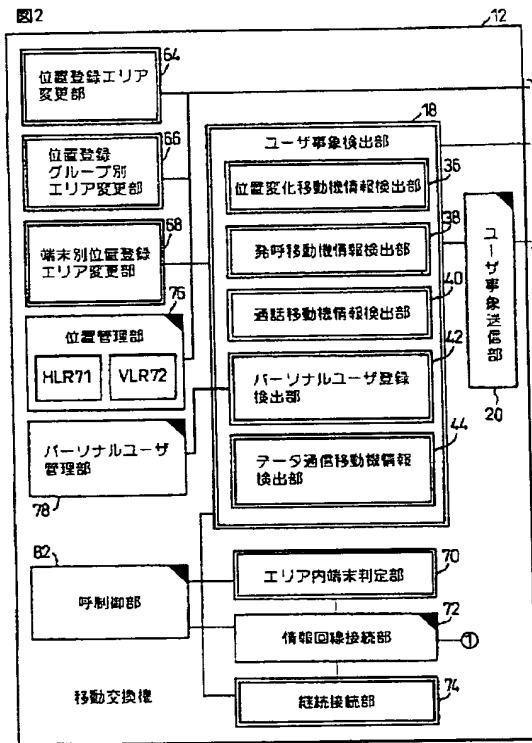 図2
12
64
位置登録エリア
変更部
66
位置登録
グループ別
エリア変更部
68
端末別位置登録
エリア変更部
76
位置管理部
HLR71
VLR72
パーソナルユーザ
管理部
78
82
呼制御部
移動交換機
18
ユーザ事象検出部
36
位置変化移動機情報検出部
38
発呼移動機情報検出部
40
通話移動機情報検出部
42
パーソナルユーザ登録
検出部
44
データ通信移動機情報
検出部
ユーザ事象送信部
20
70
エリア内端末判定部
72
情報回線接続部
①
継続接続部
74